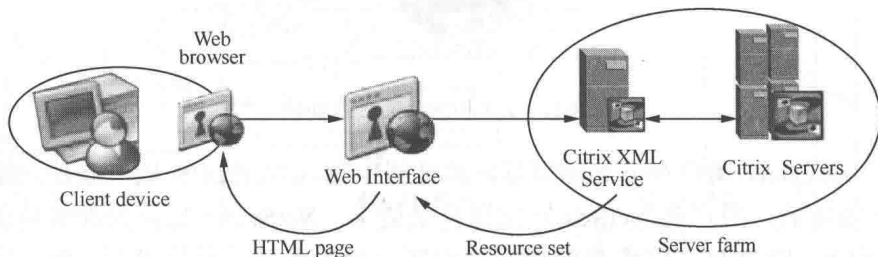 Web
browser
Client device
Web Interface
Citrix XML
Service
Citrix Servers
HTML page
Resource set
Server farm